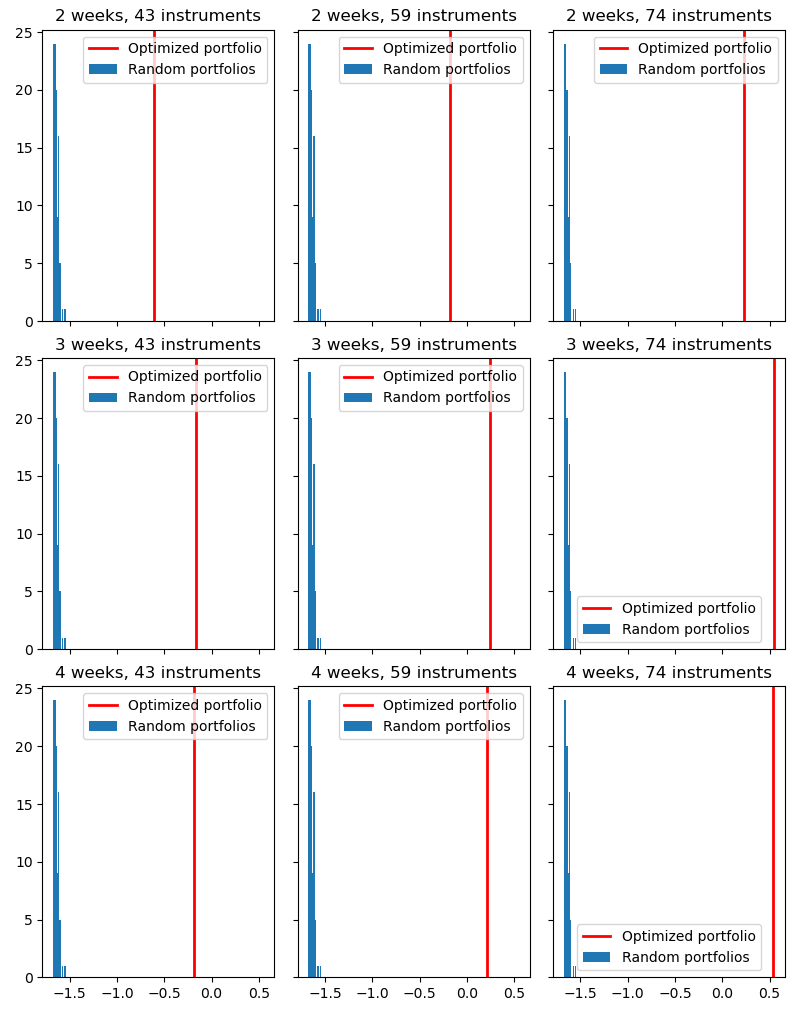 2 weeks, 43 instruments
2 weeks, 59 instruments
2 weeks, 74 instruments
25
20
15
10
5
0
Optimized portfolio
Random portfolios
Optimized portfolio
Random portfolios
Optimized portfolio
Random portfolios
−1.5 −1.0 −0.5 0.0 0.5
3 weeks, 43 instruments
3 weeks, 59 instruments
3 weeks, 74 instruments
25
20
15
10
5
0
Optimized portfolio
Random portfolios
Optimized portfolio
Random portfolios
Optimized portfolio
Random portfolios
4 weeks, 43 instruments
4 weeks, 59 instruments
4 weeks, 74 instruments
25
20
15
10
5
0
Optimized portfolio
Random portfolios
Optimized portfolio
Random portfolios
Optimized portfolio
Random portfolios
−1.5 −1.0 −0.5 0.0 0.5
−1.5 −1.0 −0.5 0.0 0.5